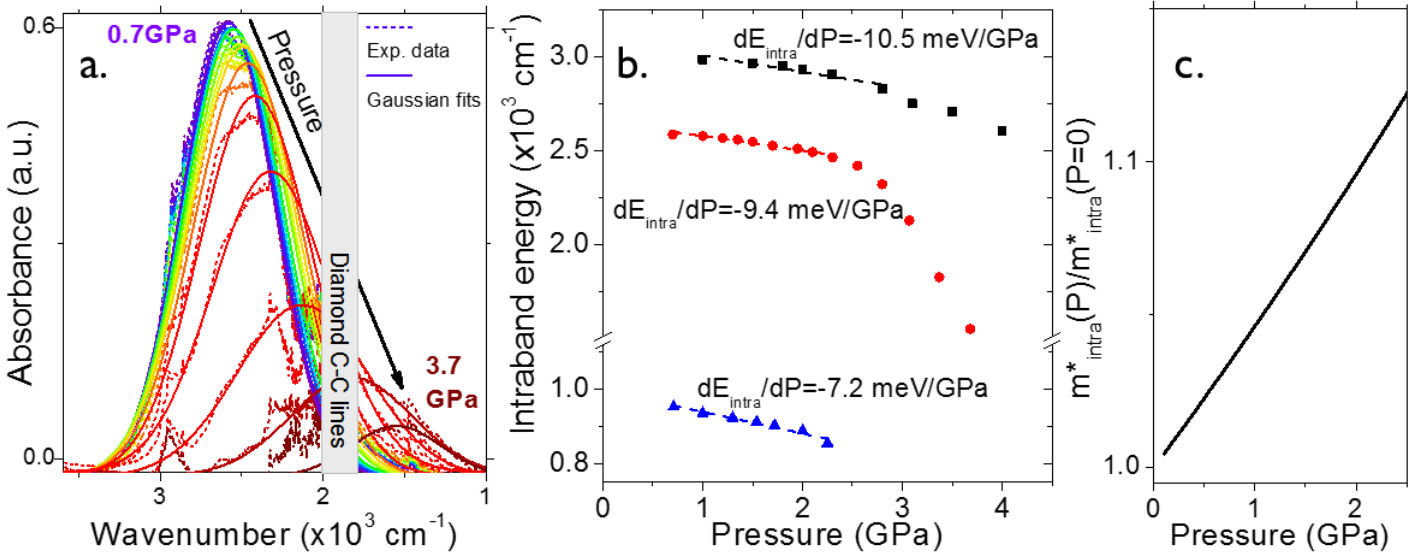 a.
0.7GPa
Pressure
Exp. data
Gaussian fits
Diamond C-C lines
3.7
GPa
0.6
0.0
Absorbance (a.u.)
3
2
1
Wavenumber (x10³ cm⁻¹)
b.
dE_intra/dP=-10.5 meV/GPa
dE_intra/dP=-9.4 meV/GPa
dE_intra/dP=-7.2 meV/GPa
3.0
2.5
2.0
1.0
0.8
Intraband energy (x10³ cm⁻¹)
0
1
2
3
4
Pressure (GPa)
c.
1.1
1.0
m*_intra(P)/m*_intra(P=0)
0
1
2
Pressure (GPa)